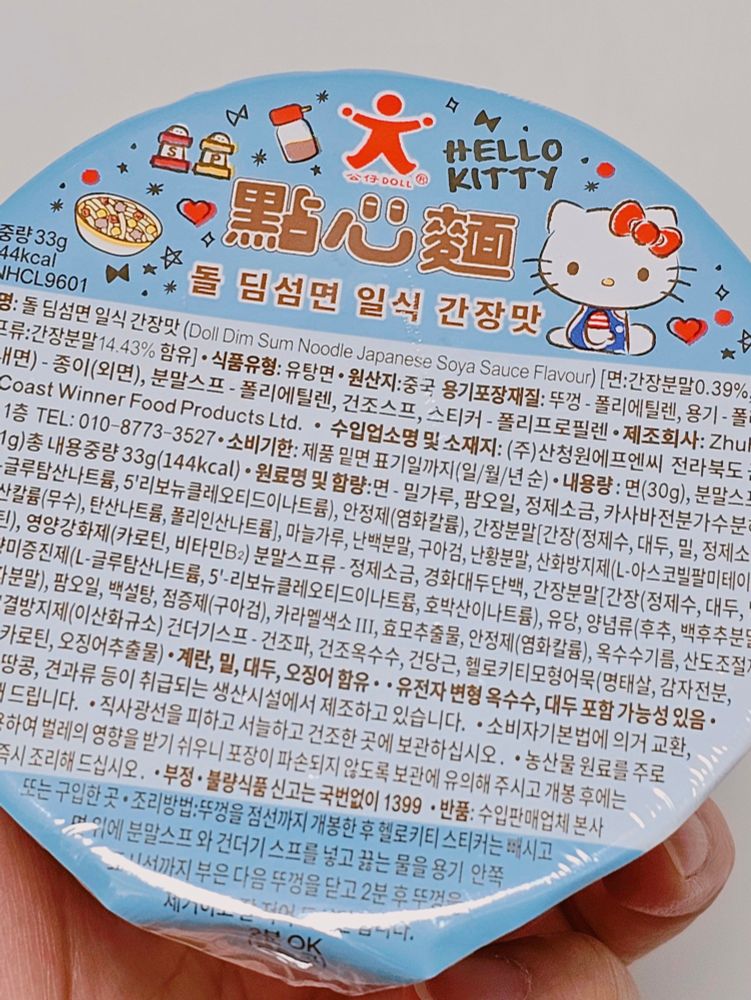 公仔DOLL®
HELLO
KITTY
S P
點心麵
돌 딤섬면 일식 간장맛
중량 33g
44kcal
NHCL9601
명: 돌 딤섬면 일식 간장맛 (Doll Dim Sum Noodle Japanese Soya Sauce Flavour) [면:간장분말0.39%
프류:간장분말14.43% 함유] • 식품유형: 유탕면 • 원산지:중국 용기포장재질: 뚜껑 - 폴리에틸렌, 용기 - 폴
내면) - 종이(외면), 분말스프 - 폴리에틸렌, 건조스프, 스티커 - 폴리프로필렌 • 제조회사: Zhu
Coast Winner Food Products Ltd. • 수입업소명 및 소재지: (주)산청원에프엔씨 전라북도
1층 TEL: 010-8773-3527 • 소비기한: 제품 밑면 표기일까지(일/월/년 순) • 내용량: 면(30g), 분말스
1g)총 내용중량 33g(144kcal) • 원료명 및 함량:면 - 밀가루, 팜오일, 정제소금, 카사바전분가수분
-글루탐산나트륨, 5'리보뉴클레오티드이나트륨), 안정제(염화칼륨), 간장분말[간장(정제수, 대두, 밀, 정제소
산칼륨(무수), 탄산나트륨, 폴리인산나트륨], 마늘가루, 난백분말, 구아검, 난황분말, 산화방지제(L-아스코빌팔미테이
틴), 영양강화제(카로틴, 비타민B₂) 분말스프류 - 정제소금, 경화대두단백, 간장분말[간장(정제수, 대두,
향미증진제(L-글루탐산나트륨, 5'-리보뉴클레오티드이나트륨, 호박산이나트륨), 유당, 양념류(후추, 백후추분말
자분말), 팜오일, 백설탕, 점증제(구아검), 카라멜색소 III, 효모추출물, 안정제(염화칼륨), 옥수수기름, 산도조절
결방지제(이산화규소) 건더기스프 - 건조파, 건조옥수수, 건당근, 헬로키티모형어묵(명태살, 감자전분,
카로틴, 오징어추출물) • 계란, 밀, 대두, 오징어 함유 • • 유전자 변형 옥수수, 대두 포함 가능성 있음 •
땅콩, 견과류 등이 취급되는 생산시설에서 제조하고 있습니다. • 소비자기본법에 의거 교환,
해 드립니다. • 직사광선을 피하고 서늘하고 건조한 곳에 보관하십시오. • 농산물 원료를 주로
용하여 벌레의 영향을 받기 쉬우니 포장이 파손되지 않도록 보관에 유의해 주시고 개봉 후에는
즉시 조리해 드십시오. • 부정 • 불량식품 신고는 국번없이 1399 • 반품: 수입판매업체 본사
또는 구입한 곳 • 조리방법:뚜껑을 점선까지 개봉한 후 헬로키티 스티커는 빼시고
면 위에 분말스프 와 건더기 스프를 넣고 끓는 물을 용기 안쪽
시선까지 부은 다음 뚜껑을 닫고 2분 후 뚜껑을
OK